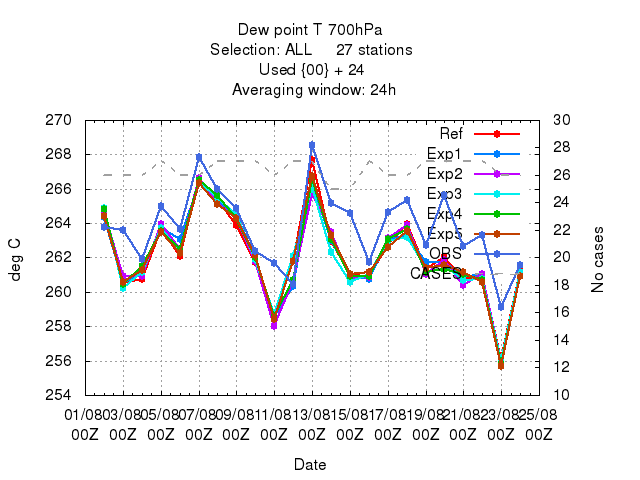 Dew point T 700hPa
Selection: ALL 27 stations
Used {00} + 24
Averaging window: 24h
270
268
266
264
262
260
258
256
254
deg C
30
28
26
24
22
20
18
16
14
12
10
No cases
Ref
Exp1
Exp2
Exp3
Exp4
Exp5
OBS
CASES
01/08 03/08 05/08 07/08 09/08 11/08 13/08 15/08 17/08 19/08 21/08 23/08 25/08
00Z 00Z 00Z 00Z 00Z 00Z 00Z 00Z 00Z 00Z 00Z 00Z 00Z
Date